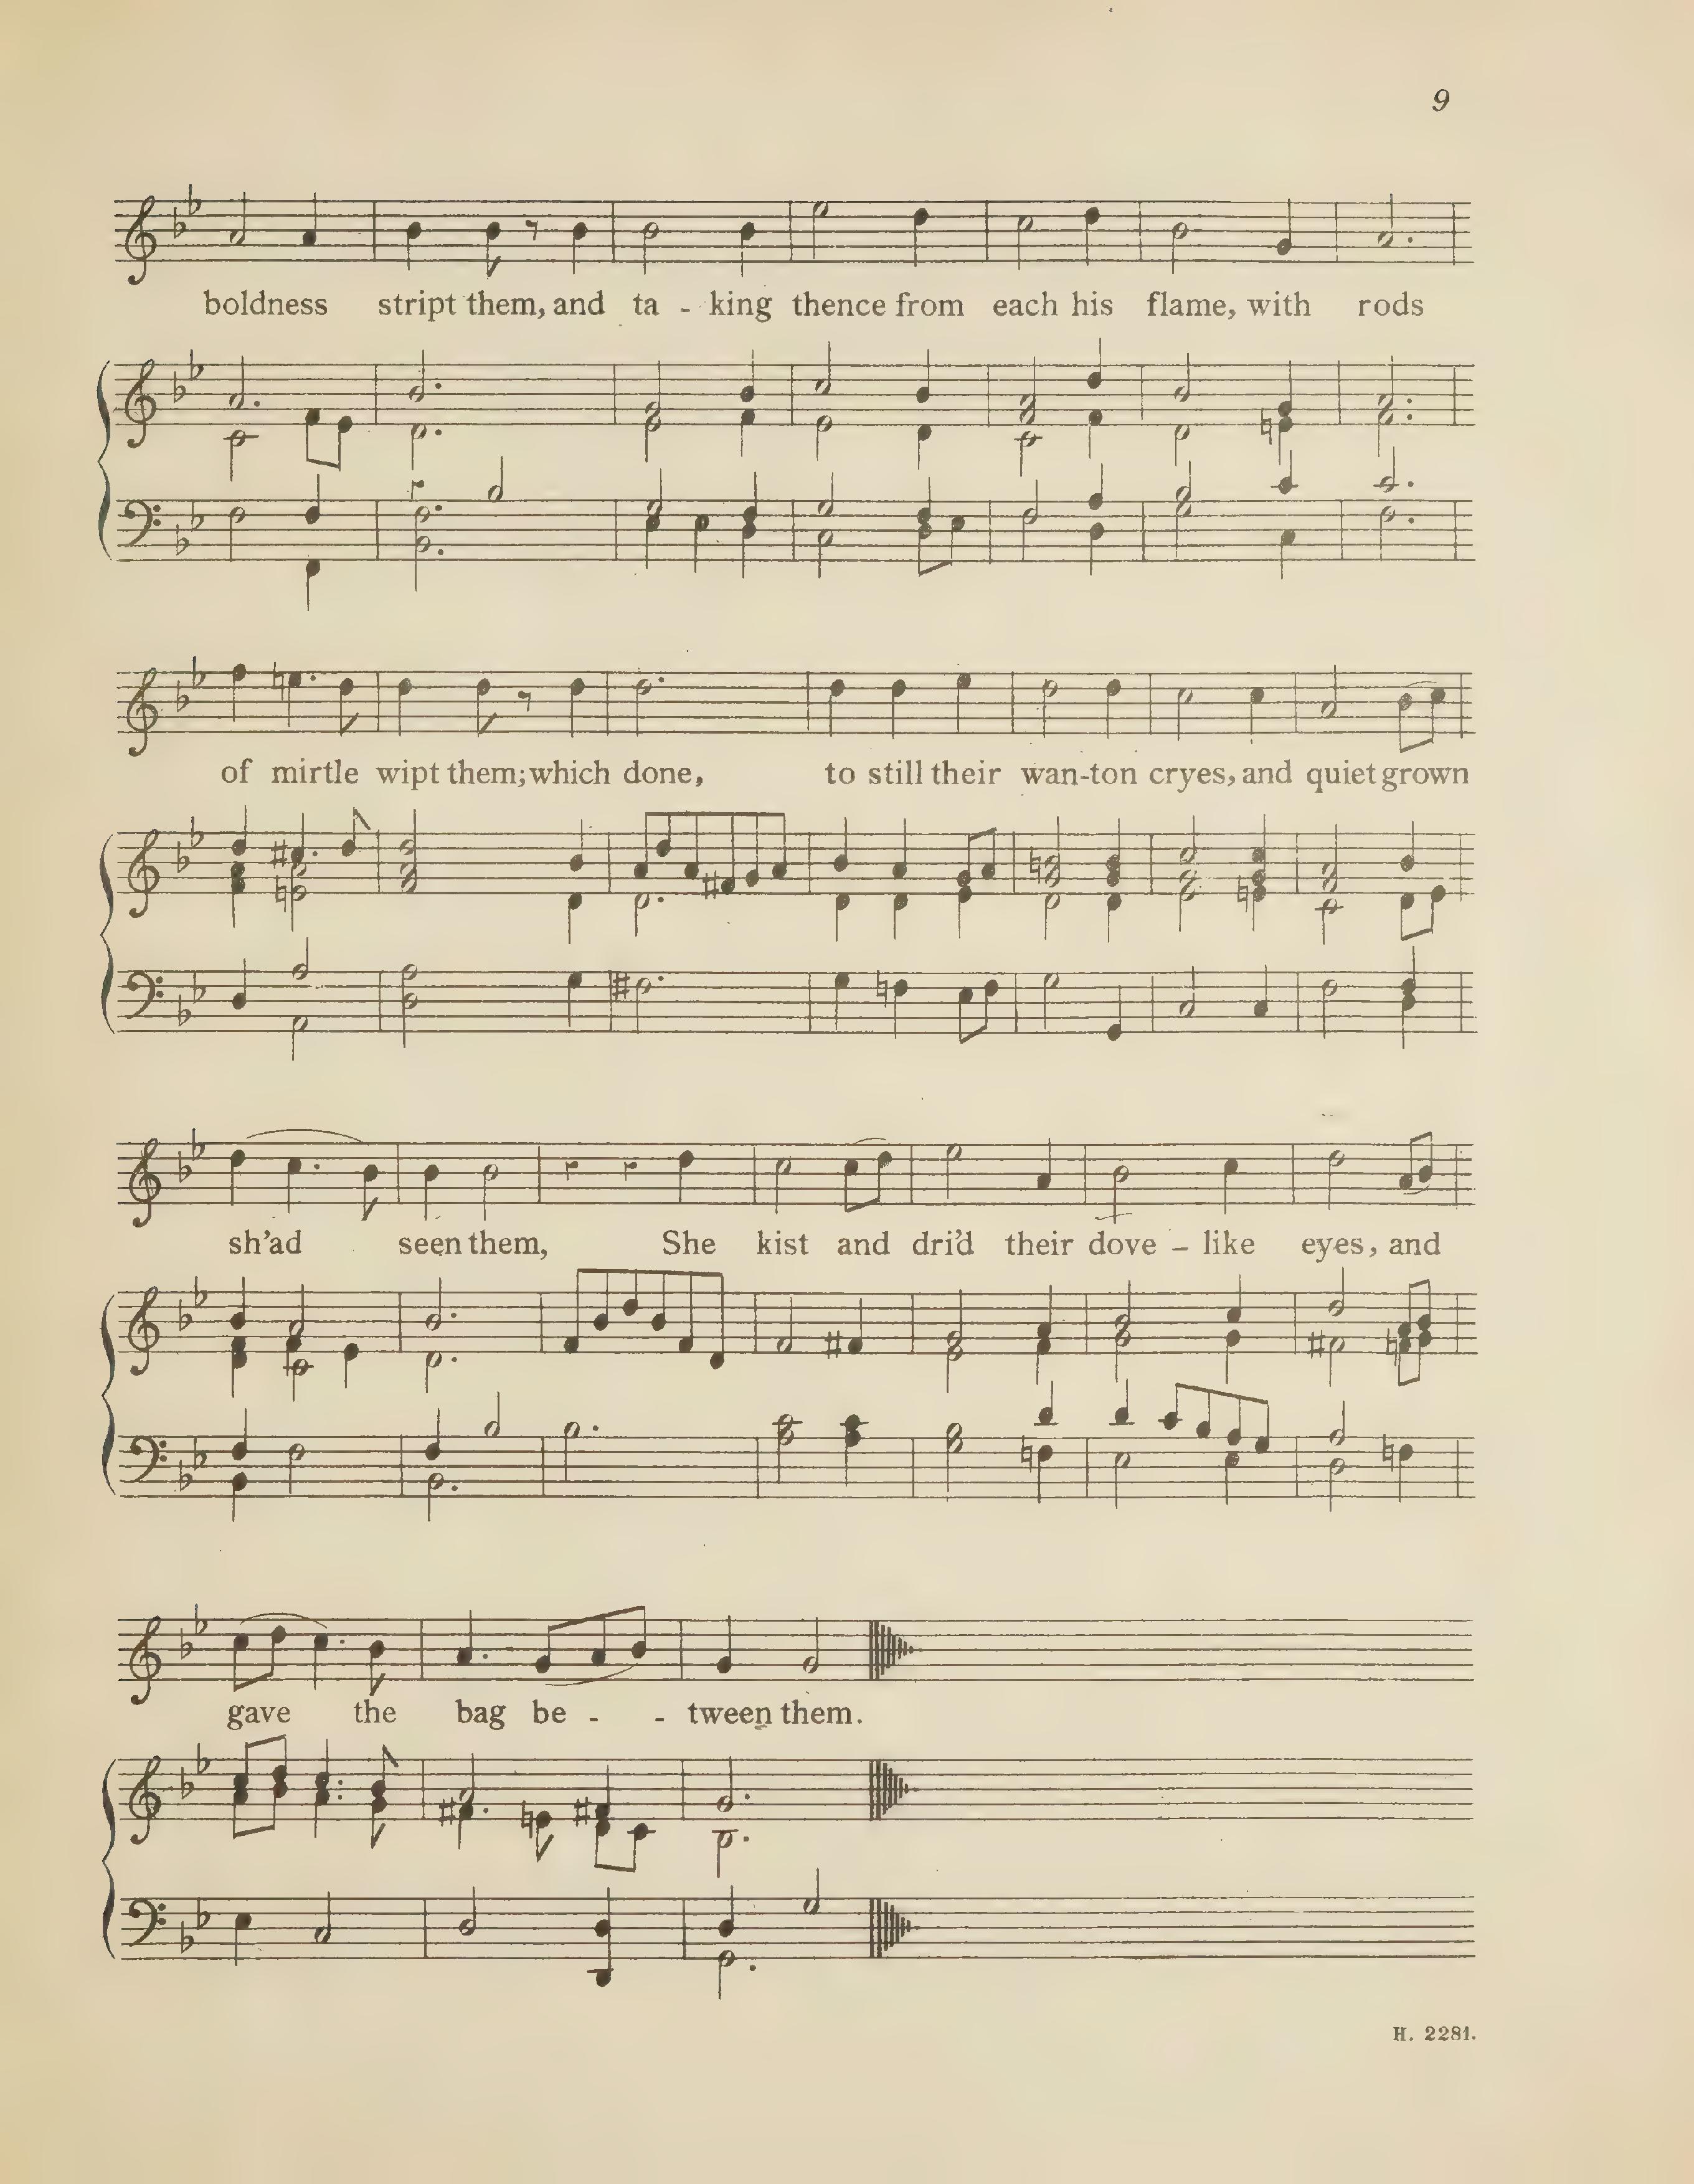 9
boldness stript them, and ta - king thence from each his flame, with rods
of mirtle wipt them; which done, to still their wan-ton cryes, and quiet grown
sh'ad seen them, She kist and dri'd their dove - like eyes, and
gave the bag be - - tween them.
H. 2281.